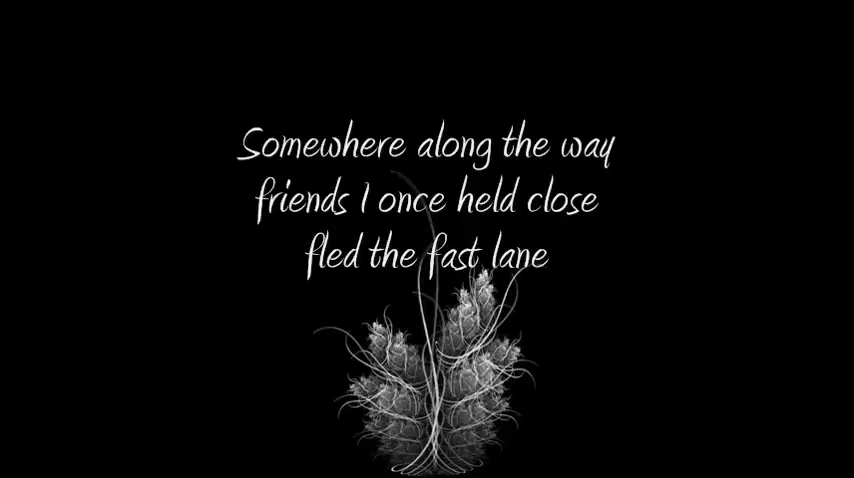 Somewhere along the way
friends I once held close
fled the fast lane